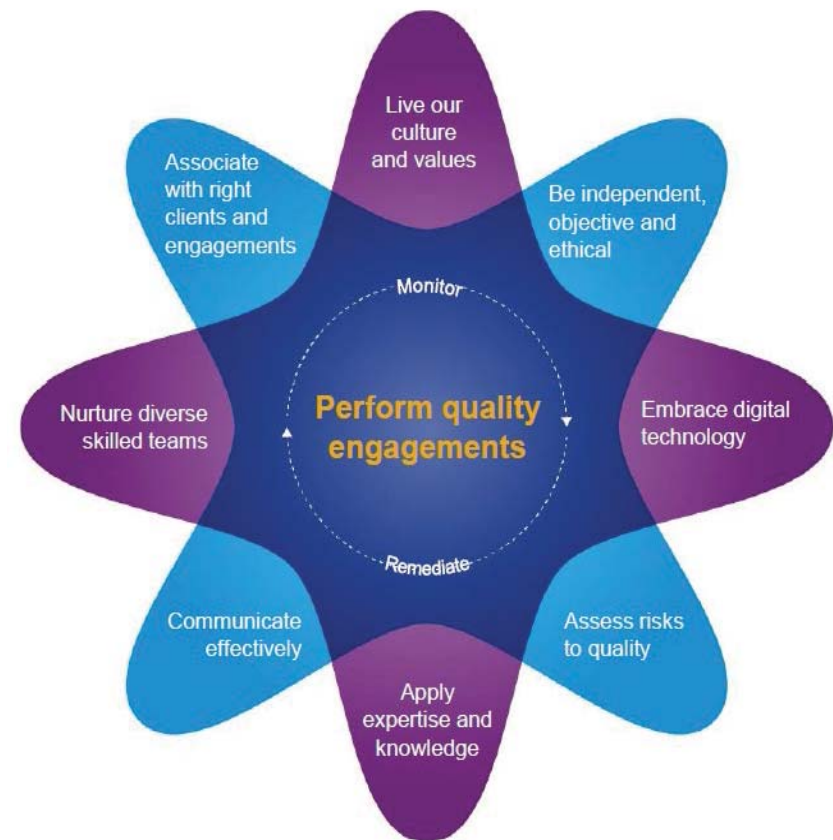 Live our
culture
and values
Be independent,
objective and
ethical
Embrace digital
technology
Assess risks
to quality
Apply
expertise and
knowledge
Communicate
effectively
Nurture diverse
skilled teams
Associate
with right
clients and
engagements
Monitor
Perform quality
engagements
Remediate